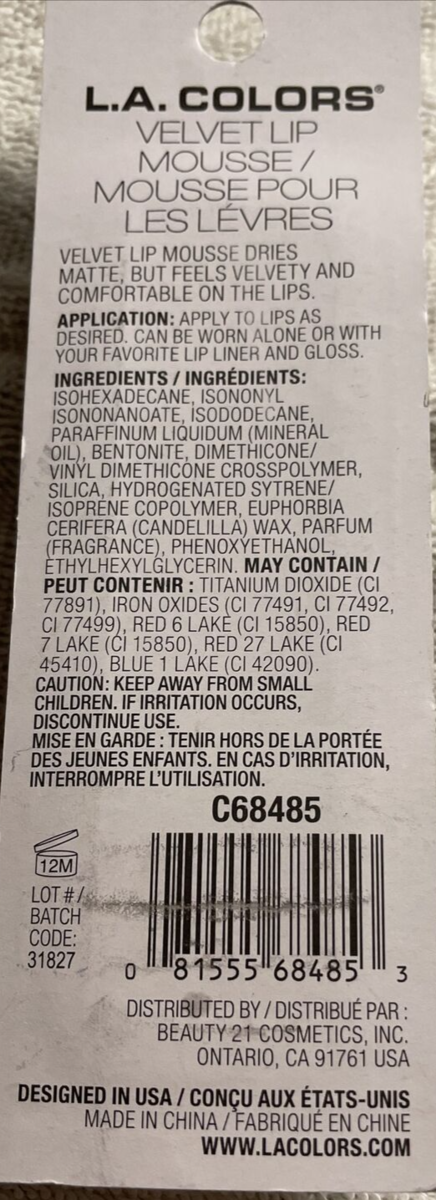 L.A. COLORS®
VELVET LIP
MOUSSE /
MOUSSE POUR
LES LÉVRES
VELVET LIP MOUSSE DRIES
MATTE, BUT FEELS VELVETY AND
COMFORTABLE ON THE LIPS.
APPLICATION: APPLY TO LIPS AS
DESIRED. CAN BE WORN ALONE OR WITH
YOUR FAVORITE LIP LINER AND GLOSS.
INGREDIENTS / INGRÉDIENTS:
ISOHEXADECANE, ISONONYL
ISONONANOATE, ISODODECANE,
PARAFFINUM LIQUIDUM (MINERAL
OIL), BENTONITE, DIMETHICONE/
VINYL DIMETHICONE CROSSPOLYMER,
SILICA, HYDROGENATED SYTRENE/
ISOPRENE COPOLYMER, EUPHORBIA
CERIFERA (CANDELILLA) WAX, PARFUM
(FRAGRANCE), PHENOXYETHANOL,
ETHYLHEXYLGLYCERIN. MAY CONTAIN /
PEUT CONTENIR : TITANIUM DIOXIDE (CI
77891), IRON OXIDES (CI 77491, CI 77492,
CI 77499), RED 6 LAKE (CI 15850), RED
7 LAKE (CI 15850), RED 27 LAKE (CI
45410), BLUE 1 LAKE (CI 42090).
CAUTION: KEEP AWAY FROM SMALL
CHILDREN. IF IRRITATION OCCURS,
DISCONTINUE USE.
MISE EN GARDE : TENIR HORS DE LA PORTÉE
DES JEUNES ENFANTS. EN CAS D'IRRITATION,
INTERROMPRE L'UTILISATION.
C68485
12M
LOT #/
BATCH
CODE:
31827
0 81555 68485 3
DISTRIBUTED BY / DISTRIBUÉ PAR :
BEAUTY 21 COSMETICS, INC.
ONTARIO, CA 91761 USA
DESIGNED IN USA / CONÇU AUX ÉTATS-UNIS
MADE IN CHINA / FABRIQUÉ EN CHINE
WWW.LACOLORS.COM